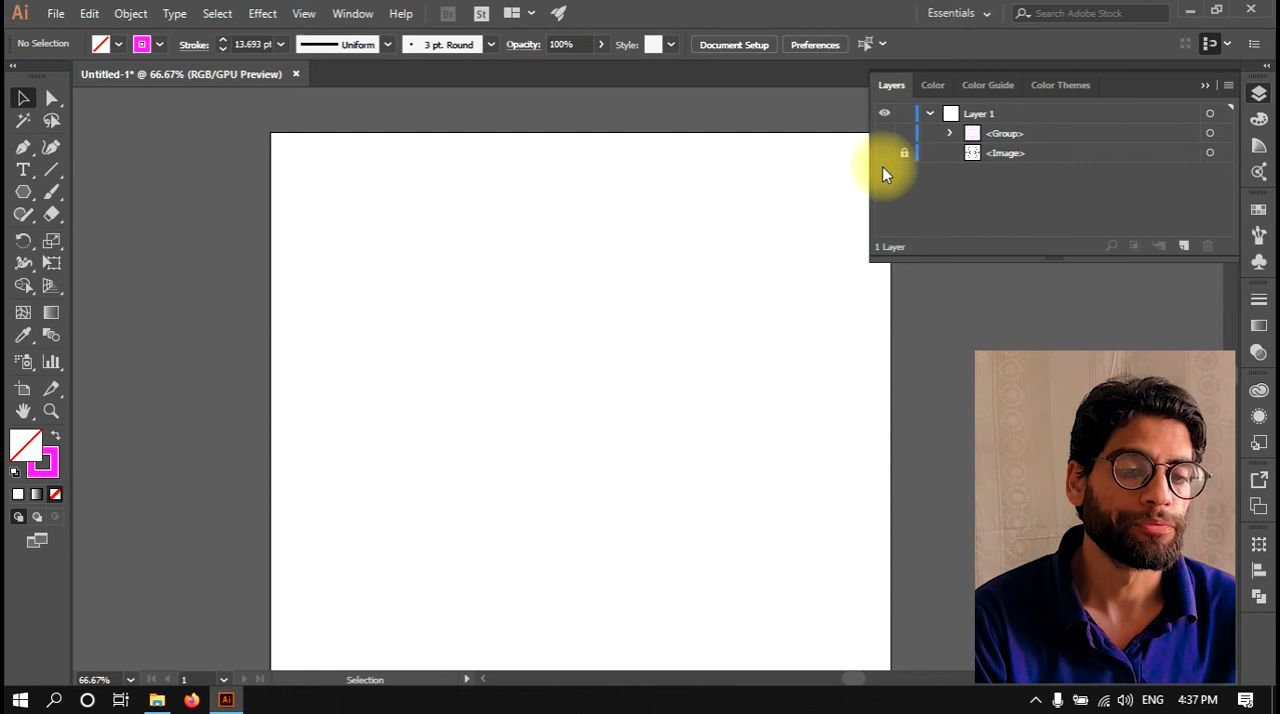 Ai File Edit Object Type Select Effect View Window Help Br St Essentials Search Adobe Stock
No Selection Stroke: 13.693 pt Uniform 3 pt. Round Opacity: 100% Style: Document Setup Preferences
Untitled-1* @ 66.67% (RGB/GPU Preview)
Layers Color Color Guide Color Themes
Layer 1
<Group>
<Image>
1 Layer
66.67% 1 Selection
Ai ENG 4:37 PM